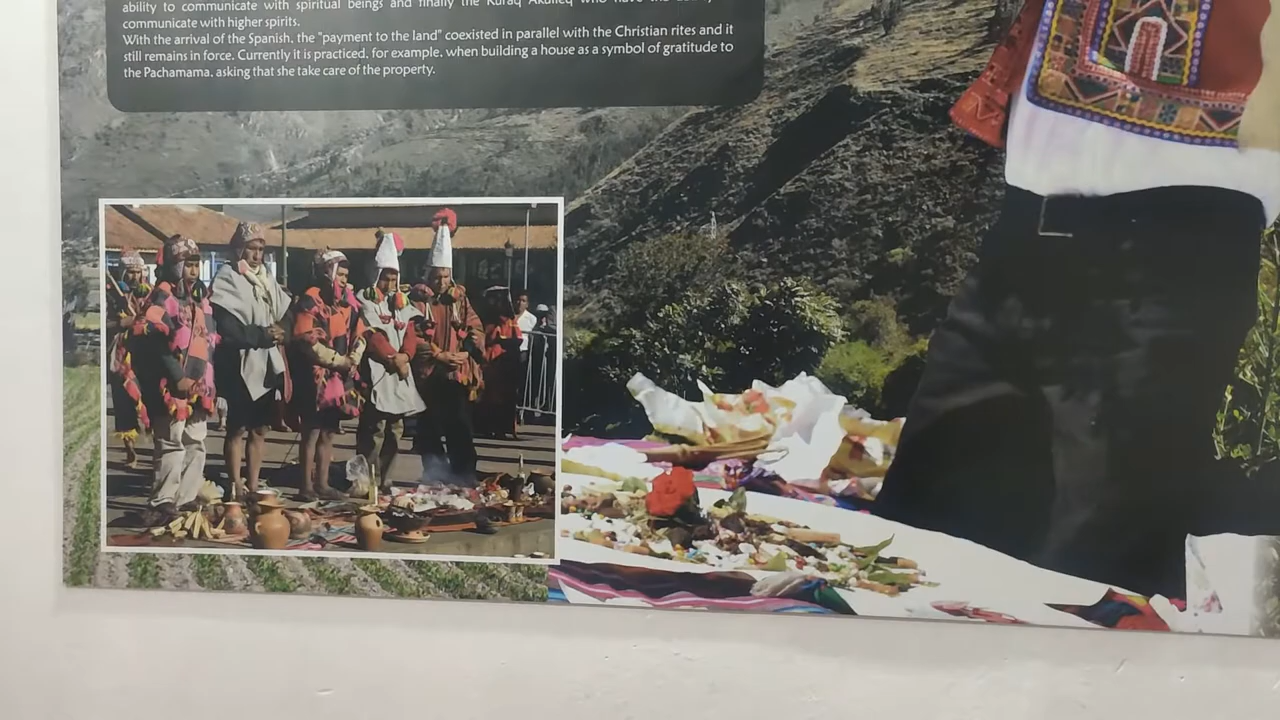 ability to communicate with spiritual beings and finally the Kuraq Akulleq who have the
communicate with higher spirits.
With the arrival of the Spanish, the "payment to the land" coexisted in parallel with the Christian rites and it
still remains in force. Currently it is practiced, for example, when building a house as a symbol of gratitude to
the Pachamama, asking that she take care of the property.